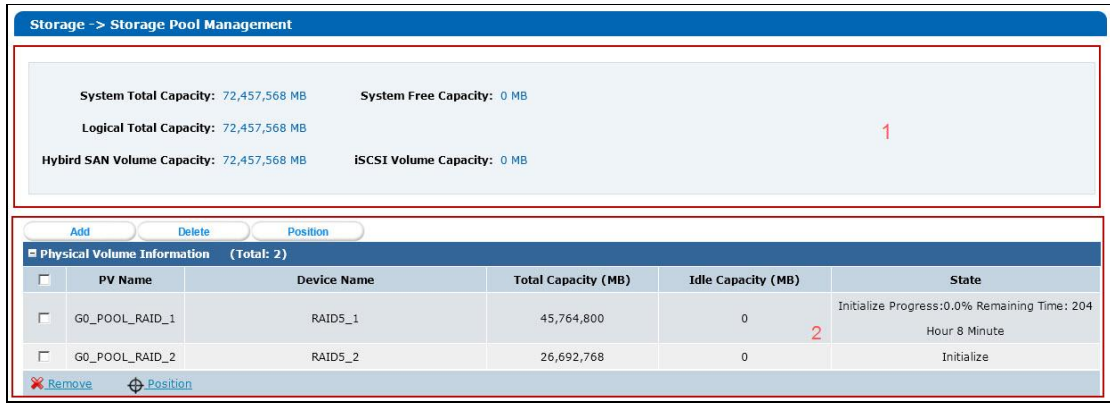 Storage -> Storage Pool Management
System Total Capacity: 72,457,568 MB System Free Capacity: 0 MB
Logical Total Capacity: 72,457,568 MB
1
Hybird SAN Volume Capacity: 72,457,568 MB iSCSI Volume Capacity: 0 MB
Add Delete Position
Physical Volume Information (Total: 2)
PV Name Device Name Total Capacity (MB) Idle Capacity (MB) State
G0_POOL_RAID_1 RAID5_1 45,764,800 0 Initialize Progress:0.0% Remaining Time: 204
Hour 8 Minute
2
G0_POOL_RAID_2 RAID5_2 26,692,768 0 Initialize
Remove Position